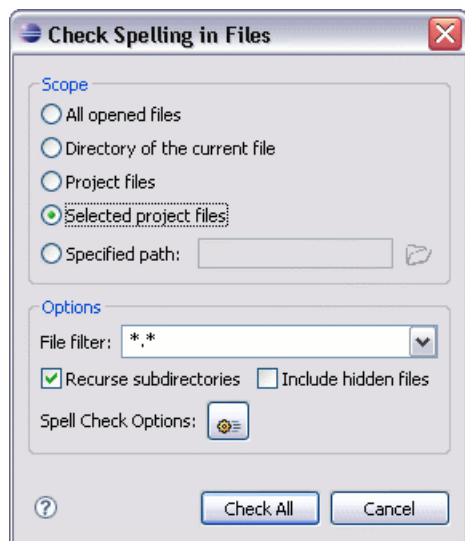 Check Spelling in Files
Scope
All opened files
Directory of the current file
Project files
Selected project files
Specified path:
Options
File filter: *.*
Recurse subdirectories Include hidden files
Spell Check Options:
? Check All Cancel